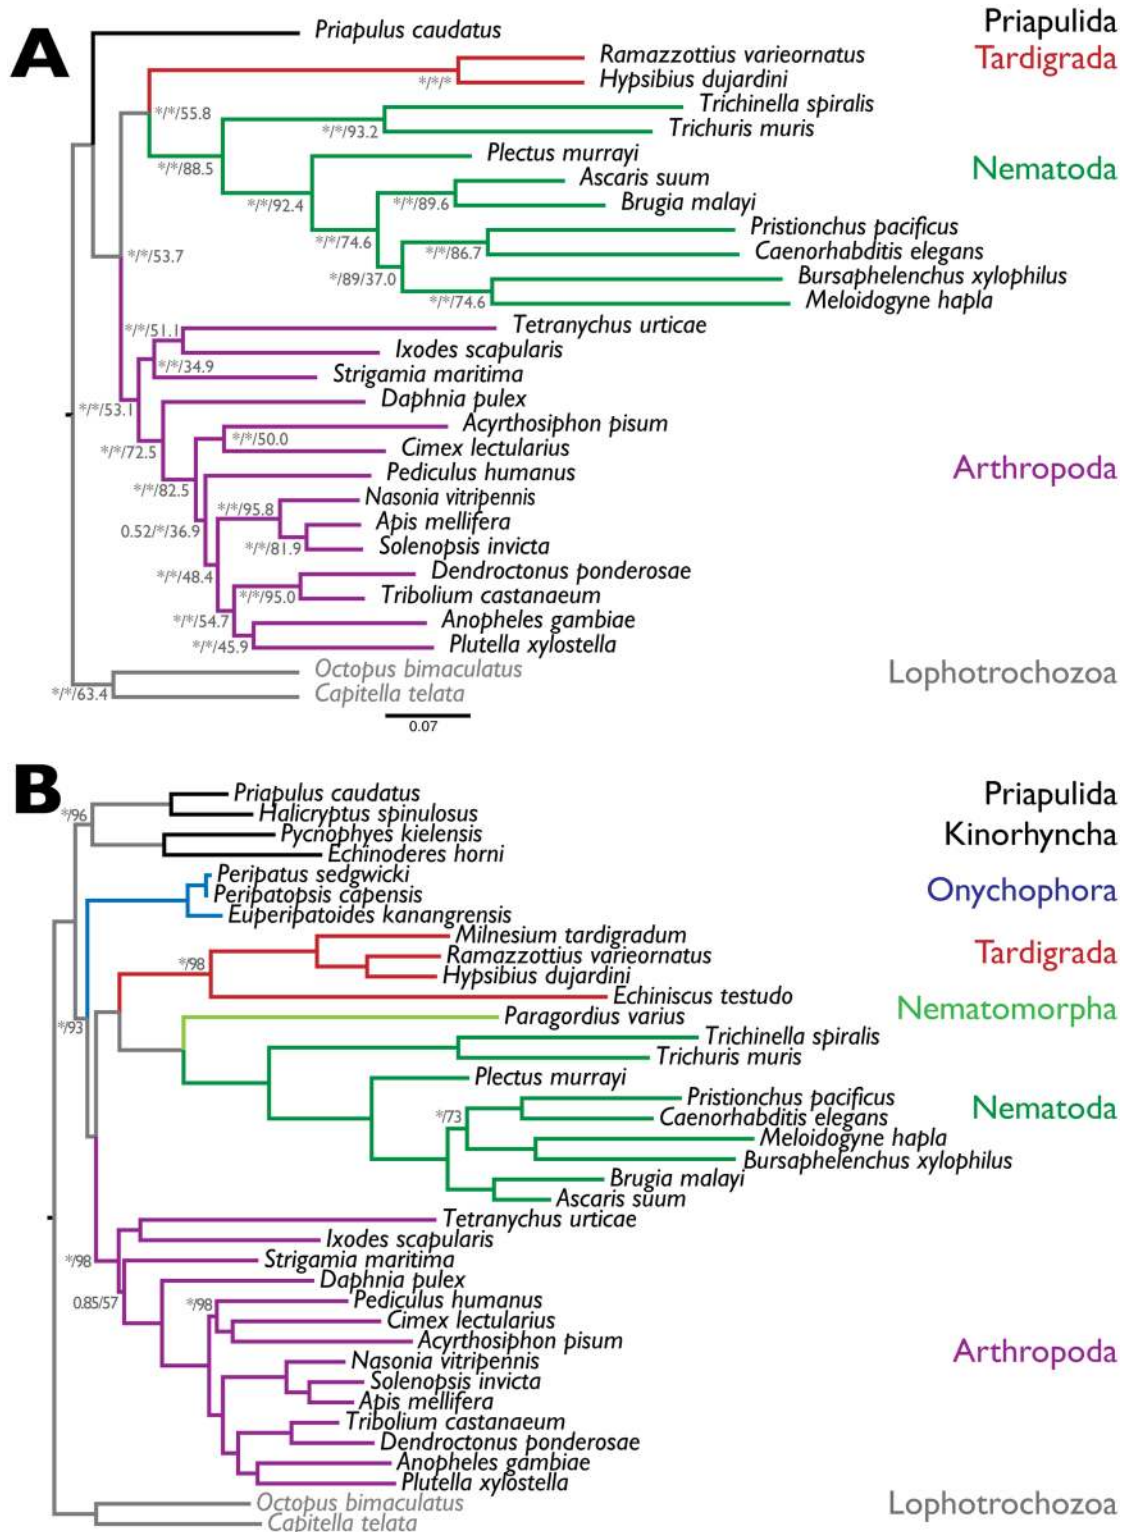 A
Priapulus caudatus
Priapulida
Ramazzottius varieornatus
Tardigrada
*/*/*
Hypsibius dujardini
*/*/55.8
Trichinella spiralis
*/*/93.2
Trichuris muris
Plectus murrayi
*/*/88.5
Nematoda
Ascaris suum
*/*/92.4
*/*/89.6
Brugia malayi
Pristionchus pacificus
*/*/74.6
*/*/86.7
Caenorhabditis elegans
*/*/53.7
*/89/37.0
Bursaphelenchus xylophilus
*/*/74.6
Meloidogyne hapla
*/*/51.1
Tetranychus urticae
Ixodes scapularis
*/*/34.9
Strigamia maritima
*/*/53.1
Daphnia pulex
Acyrthosiphon pisum
*/*/50.0
*/*/72.5
Cimex lectularius
Arthropoda
Pediculus humanus
*/*/82.5
Nasonia vitripennis
*/*/95.8
Apis mellifera
0.52/*/36.9
*/*/81.9
Solenopsis invicta
*/*/48.4
Dendroctonus ponderosae
*/*/95.0
Tribolium castanaeum
*/*/54.7
Anopheles gambiae
*/*/45.9
Plutella xylostella
Octopus bimaculatus
Lophotrochozoa
*/*/63.4
Capitella telata
0.07
B
Priapulus caudatus
Priapulida
*/96
Halicryptus spinulosus
Pycnophyes kielensis
Kinorhyncha
Echinoderes horni
Peripatus sedgwicki
Peripatopsis capensis
Onychophora
Euperipatoides kanangrensis
Milnesium tardigradum
Tardigrada
*/98
Ramazzottius varieornatus
Hypsibius dujardini
Echiniscus testudo
Nematomorpha
Paragordius varius
*/93
Trichinella spiralis
Trichuris muris
Plectus murrayi
Pristionchus pacificus
Nematoda
*/73
Caenorhabditis elegans
Meloidogyne hapla
Bursaphelenchus xylophilus
Brugia malayi
Ascaris suum
Tetranychus urticae
Ixodes scapularis
*/98
Strigamia maritima
Daphnia pulex
0.85/57
*/98
Pediculus humanus
Cimex lectularius
Acyrthosiphon pisum
Arthropoda
Nasonia vitripennis
Solenopsis invicta
Apis mellifera
Tribolium castanaeum
Dendroctonus ponderosae
Anopheles gambiae
Plutella xylostella
Octopus bimaculatus
Lophotrochozoa
Capitella telata